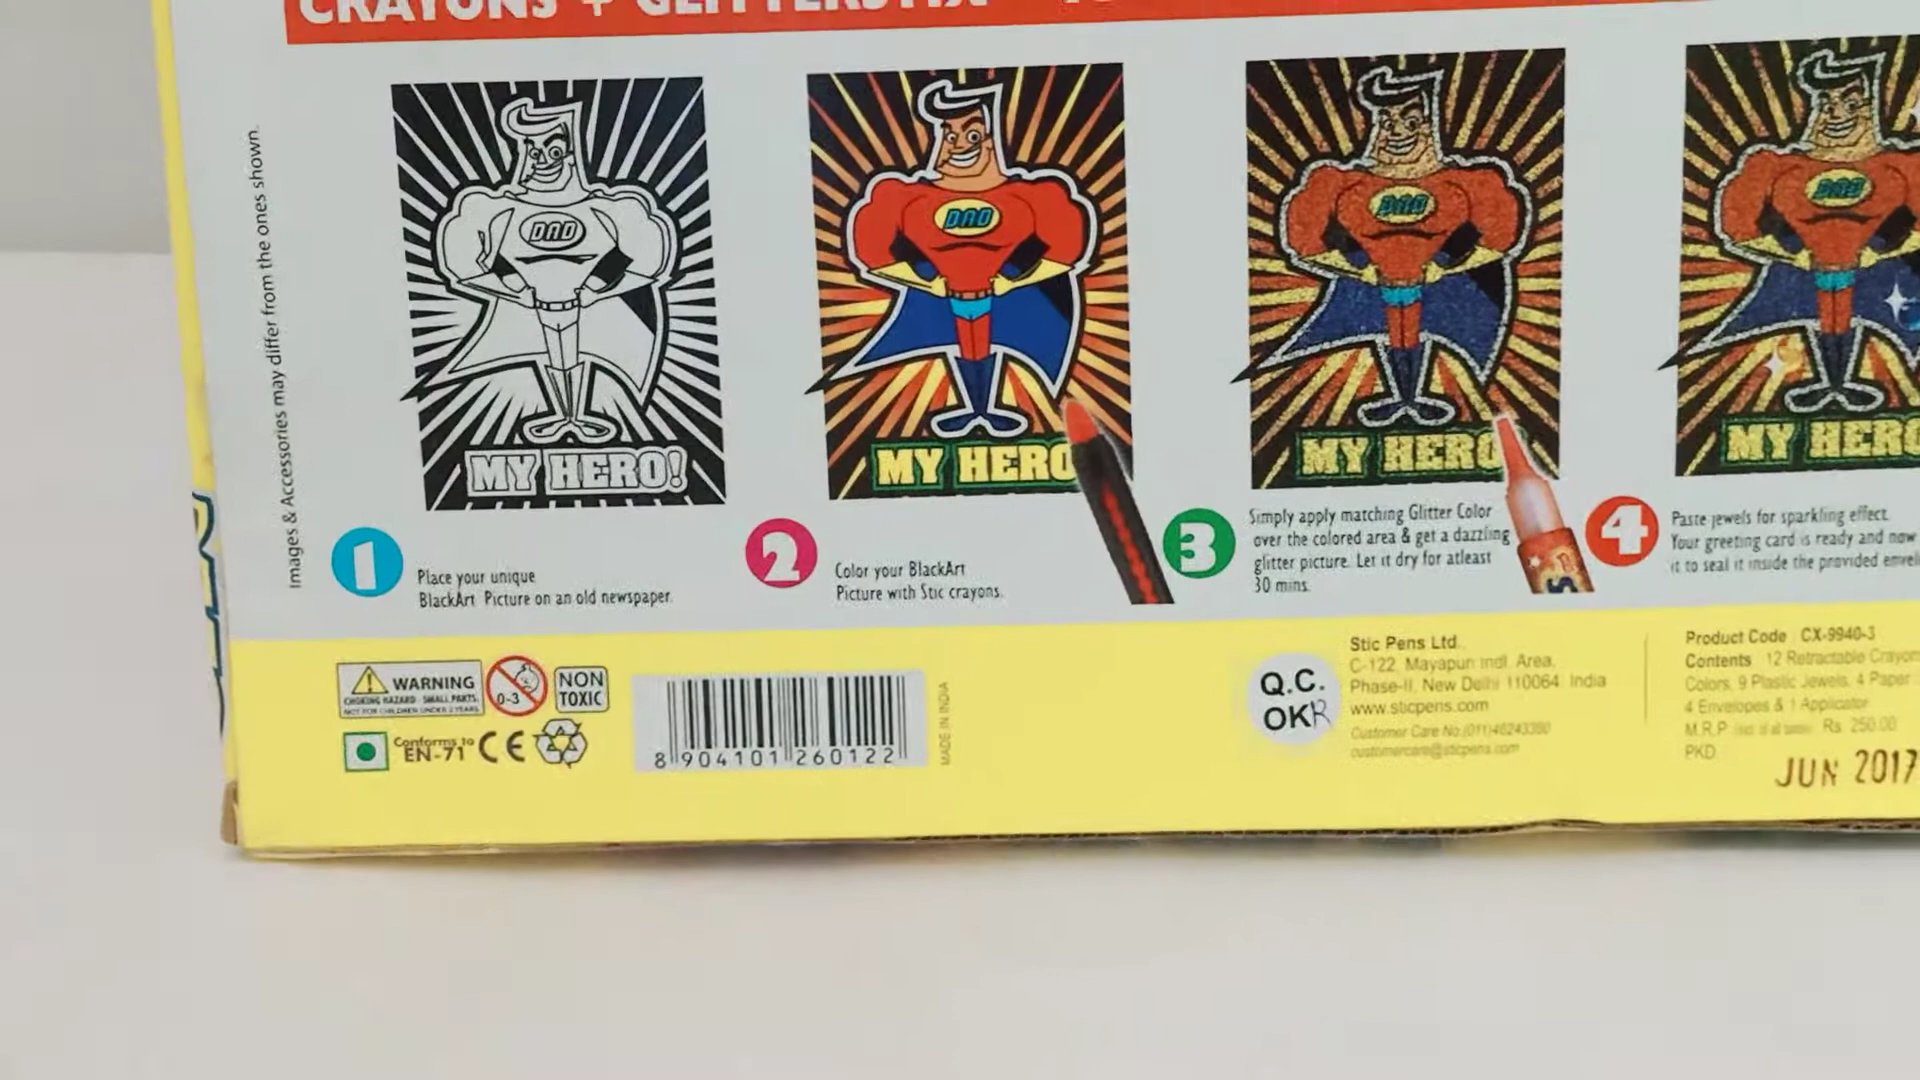 CRAYONS +
Images & Accessories may differ from the ones shown.
DAD
MY HERO!
DAD
MY HERO
DAD
MY HERO
DAD
MY HERO
1
Place your unique
BlackArt Picture on an old newspaper.
2
Color your BlackArt
Picture with Stic crayons.
3
Simply apply matching Glitter Color
over the colored area & get a dazzling
glitter picture. Let it dry for atleast
30 mins.
4
Paste jewels for sparkling effect.
Your greeting card is ready and now
it to seal it inside the provided
WARNING
CHOKING HAZARD - SMALL PARTS.
NOT FOR CHILDREN UNDER 3 YEARS.
0-3
NON
TOXIC
Conforms to
EN-71
CE
8 904101 260122
MADE IN INDIA
Q.C.
OK
Stic Pens Ltd.
C-122, Mayapuri Indl. Area,
Phase-II, New Delhi 110064. India
www.sticpens.com
Customer Care No.(011)46243380
customercare@sticpens.com
Product Code CX-9940-3
Contents 12 Retractable
Colors, 9 Plastic Jewels, 4 Paper
4 Envelopes & 1 Applicator
M.R.P. Rs. 250.00
PKD.
JUN 2017